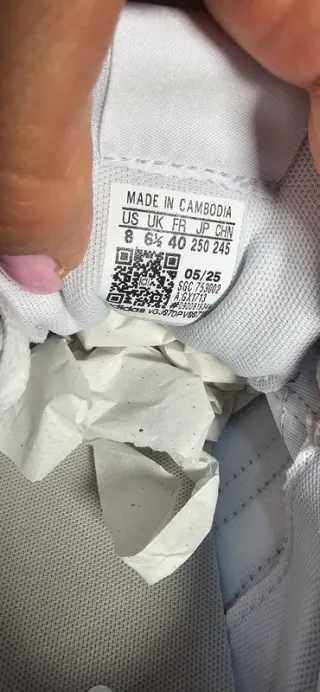 MADE IN CAMBODIA
US UK FR JP CHN
8 6½ 40 250 245
05/25
SGC 753002
A.GX1713
adidas